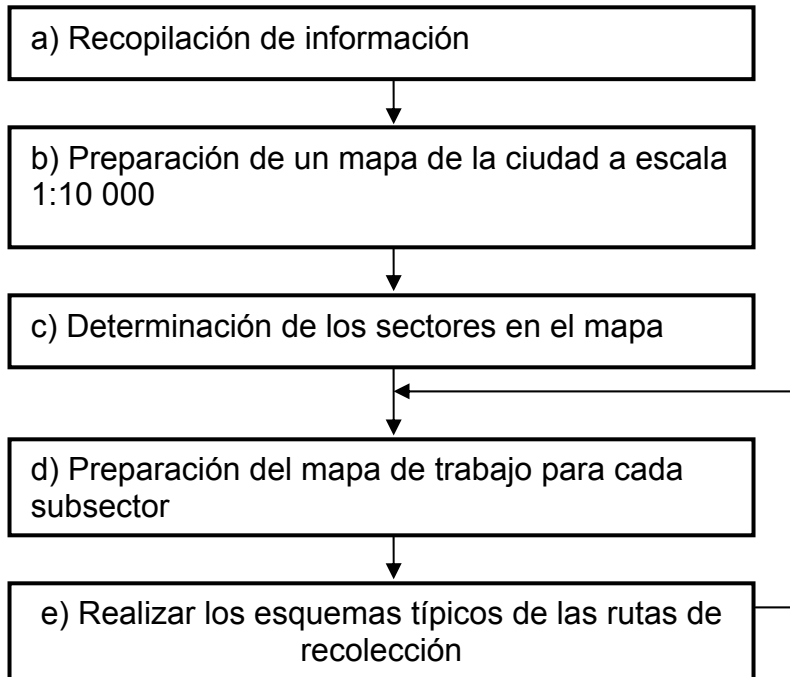 a) Recopilación de información
b) Preparación de un mapa de la ciudad a escala
1:10 000
c) Determinación de los sectores en el mapa
d) Preparación del mapa de trabajo para cada
subsector
e) Realizar los esquemas típicos de las rutas de
recolección